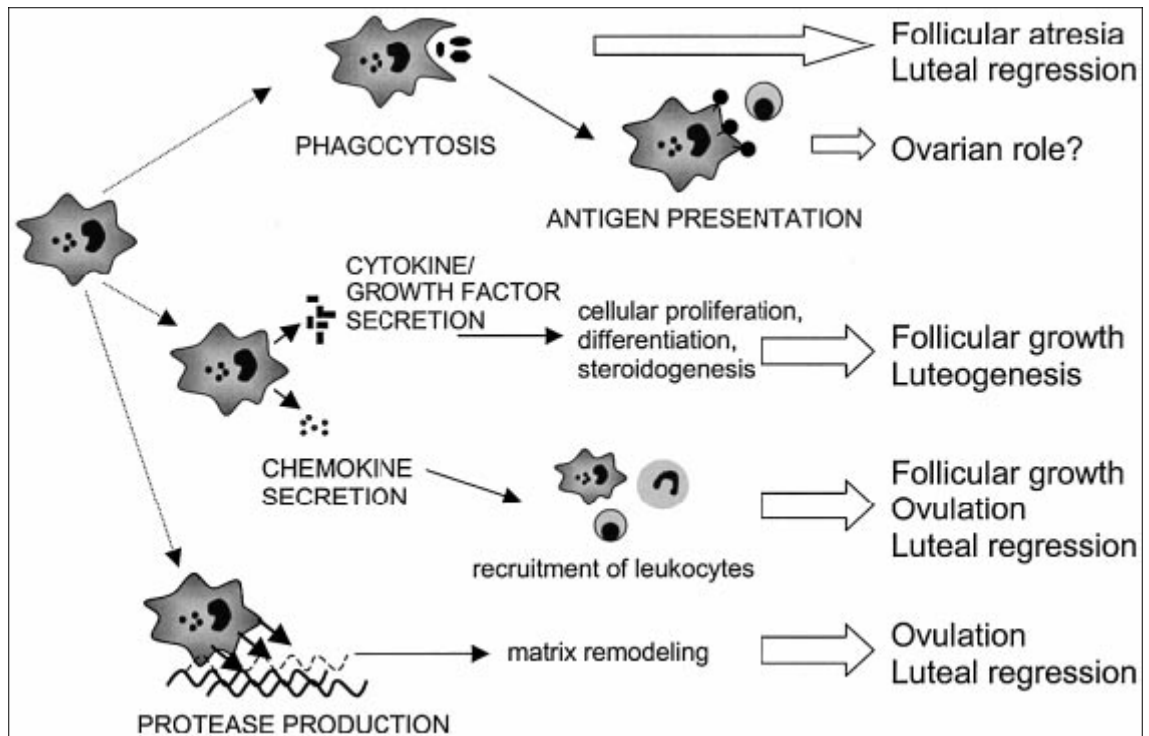 Follicular atresia
Luteal regression
PHAGOCYTOSIS
Ovarian role?
ANTIGEN PRESENTATION
CYTOKINE/
GROWTH FACTOR
SECRETION
cellular proliferation,
differentiation,
steroidogenesis
Follicular growth
Luteogenesis
CHEMOKINE
SECRETION
recruitment of leukocytes
Follicular growth
Ovulation
Luteal regression
PROTEASE PRODUCTION
matrix remodeling
Ovulation
Luteal regression